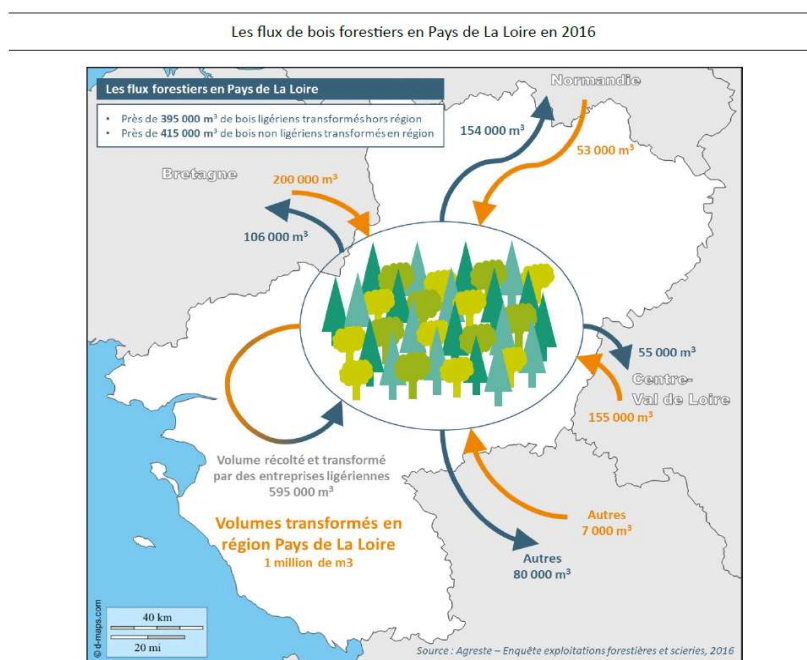 Les flux de bois forestiers en Pays de La Loire en 2016
Les flux forestiers en Pays de La Loire
• Près de 395 000 m³ de bois ligériens transformés hors région
• Près de 415 000 m³ de bois non ligériens transformés en région
Normandie
154 000 m³
53 000 m³
Bretagne
200 000 m³
106 000 m³
55 000 m³
Centre-
Val de Loire
155 000 m³
Volume récolté et transformé
par des entreprises ligériennes
595 000 m³
Volumes transformés en
région Pays de La Loire
1 million de m3
Autres
7 000 m³
Autres
80 000 m³
40 km
20 mi
© d-maps.com
Source : Agreste – Enquête exploitations forestières et scieries, 2016